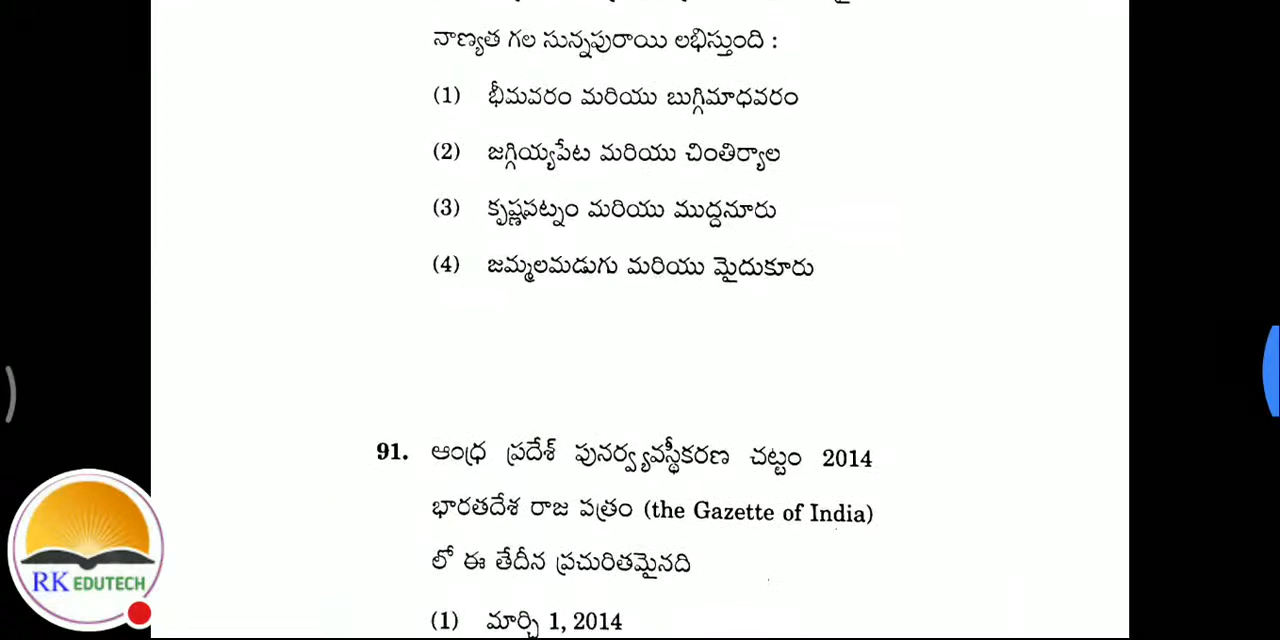 నాణ్యత గల సున్నపురాయి లభిస్తుంది :
(1) భీమవరం మరియు బుగ్గిమాధవరం
(2) జగ్గియ్యపేట మరియు చింతిర్యాల
(3) కృష్ణపట్నం మరియు ముద్దనూరు
(4) జమ్మలమడుగు మరియు మైదుకూరు
91. ఆంధ్ర ప్రదేశ్ పునర్వ్యవస్థీకరణ చట్టం 2014
భారతదేశ రాజ పత్రం (the Gazette of India)
లో ఈ తేదీన ప్రచురితమైనది
(1) మార్చి 1, 2014
RK EDUTECH